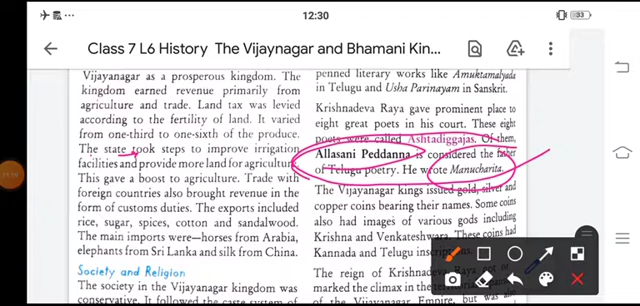 12:30
33
Class 7 L6 History The Vijaynagar and Bhamani Kin...
Vijayanagar as a prosperous kingdom. The
kingdom earned revenue primarily from
agriculture and trade. Land tax was levied
according to the fertility of land. It varied
from one-third to one-sixth of the produce.
The state took steps to improve irrigation
facilities and provide more land for agriculture.
This gave a boost to agriculture. Trade with
foreign countries also brought revenue in the
form of customs duties. The exports included
rice, sugar, spices, cotton and sandalwood.
The main imports were—horses from Arabia,
elephants from Sri Lanka and silk from China.
Society and Religion
The society in the Vijayanagar kingdom was
conservative. It followed the caste system of
penned literary works like Amuktamalyada
in Telugu and Usha Parinayam in Sanskrit.
Krishnadeva Raya gave prominent place to
eight great poets in his court. These eight
poets were called Ashtadiggajas. Of them,
Allasani Peddanna is considered the father
of Telugu poetry. He wrote Manucharita.
The Vijayanagar kings issued gold, silver and
copper coins bearing their names. Some coins
also had images of various gods including
Krishna and Venkateshwara. These coins had
Kannada and Telugu
The reign of Krishnadeva
marked the climax in the
of the Vijayanagar Empire, but was also